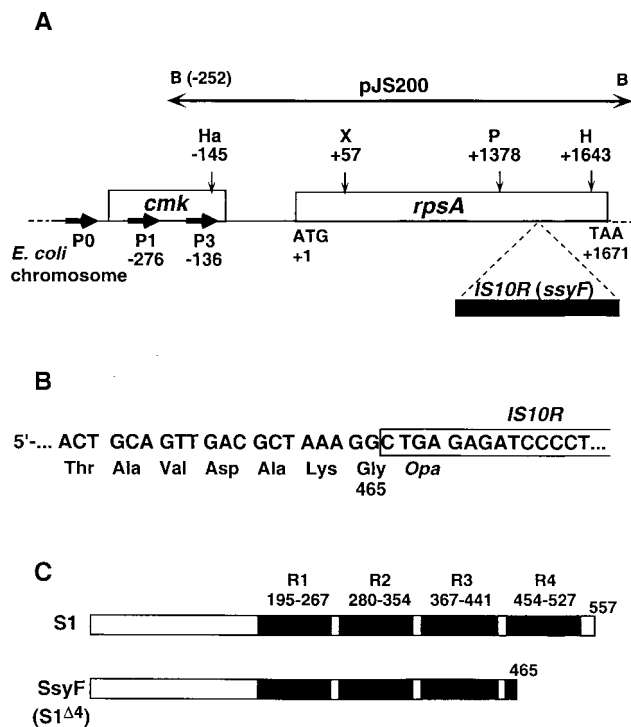 A
B (-252)
pJS200
B
Ha
-145
X
+57
P
+1378
H
+1643
cmk
rpsA
P0
P1
-276
P3
-136
ATG
+1
TAA
+1671
E. coli
chromosome
IS10R (ssyF)
B
IS10R
5'-... ACT GCA GTT GAC GCT AAA GGC TGA GAGATCCCCT...
Thr Ala Val Asp Ala Lys Gly Opa
465
C
R1 R2 R3 R4
195-267 280-354 367-441 454-527
557
S1
465
SsyF
(S1Δ4)